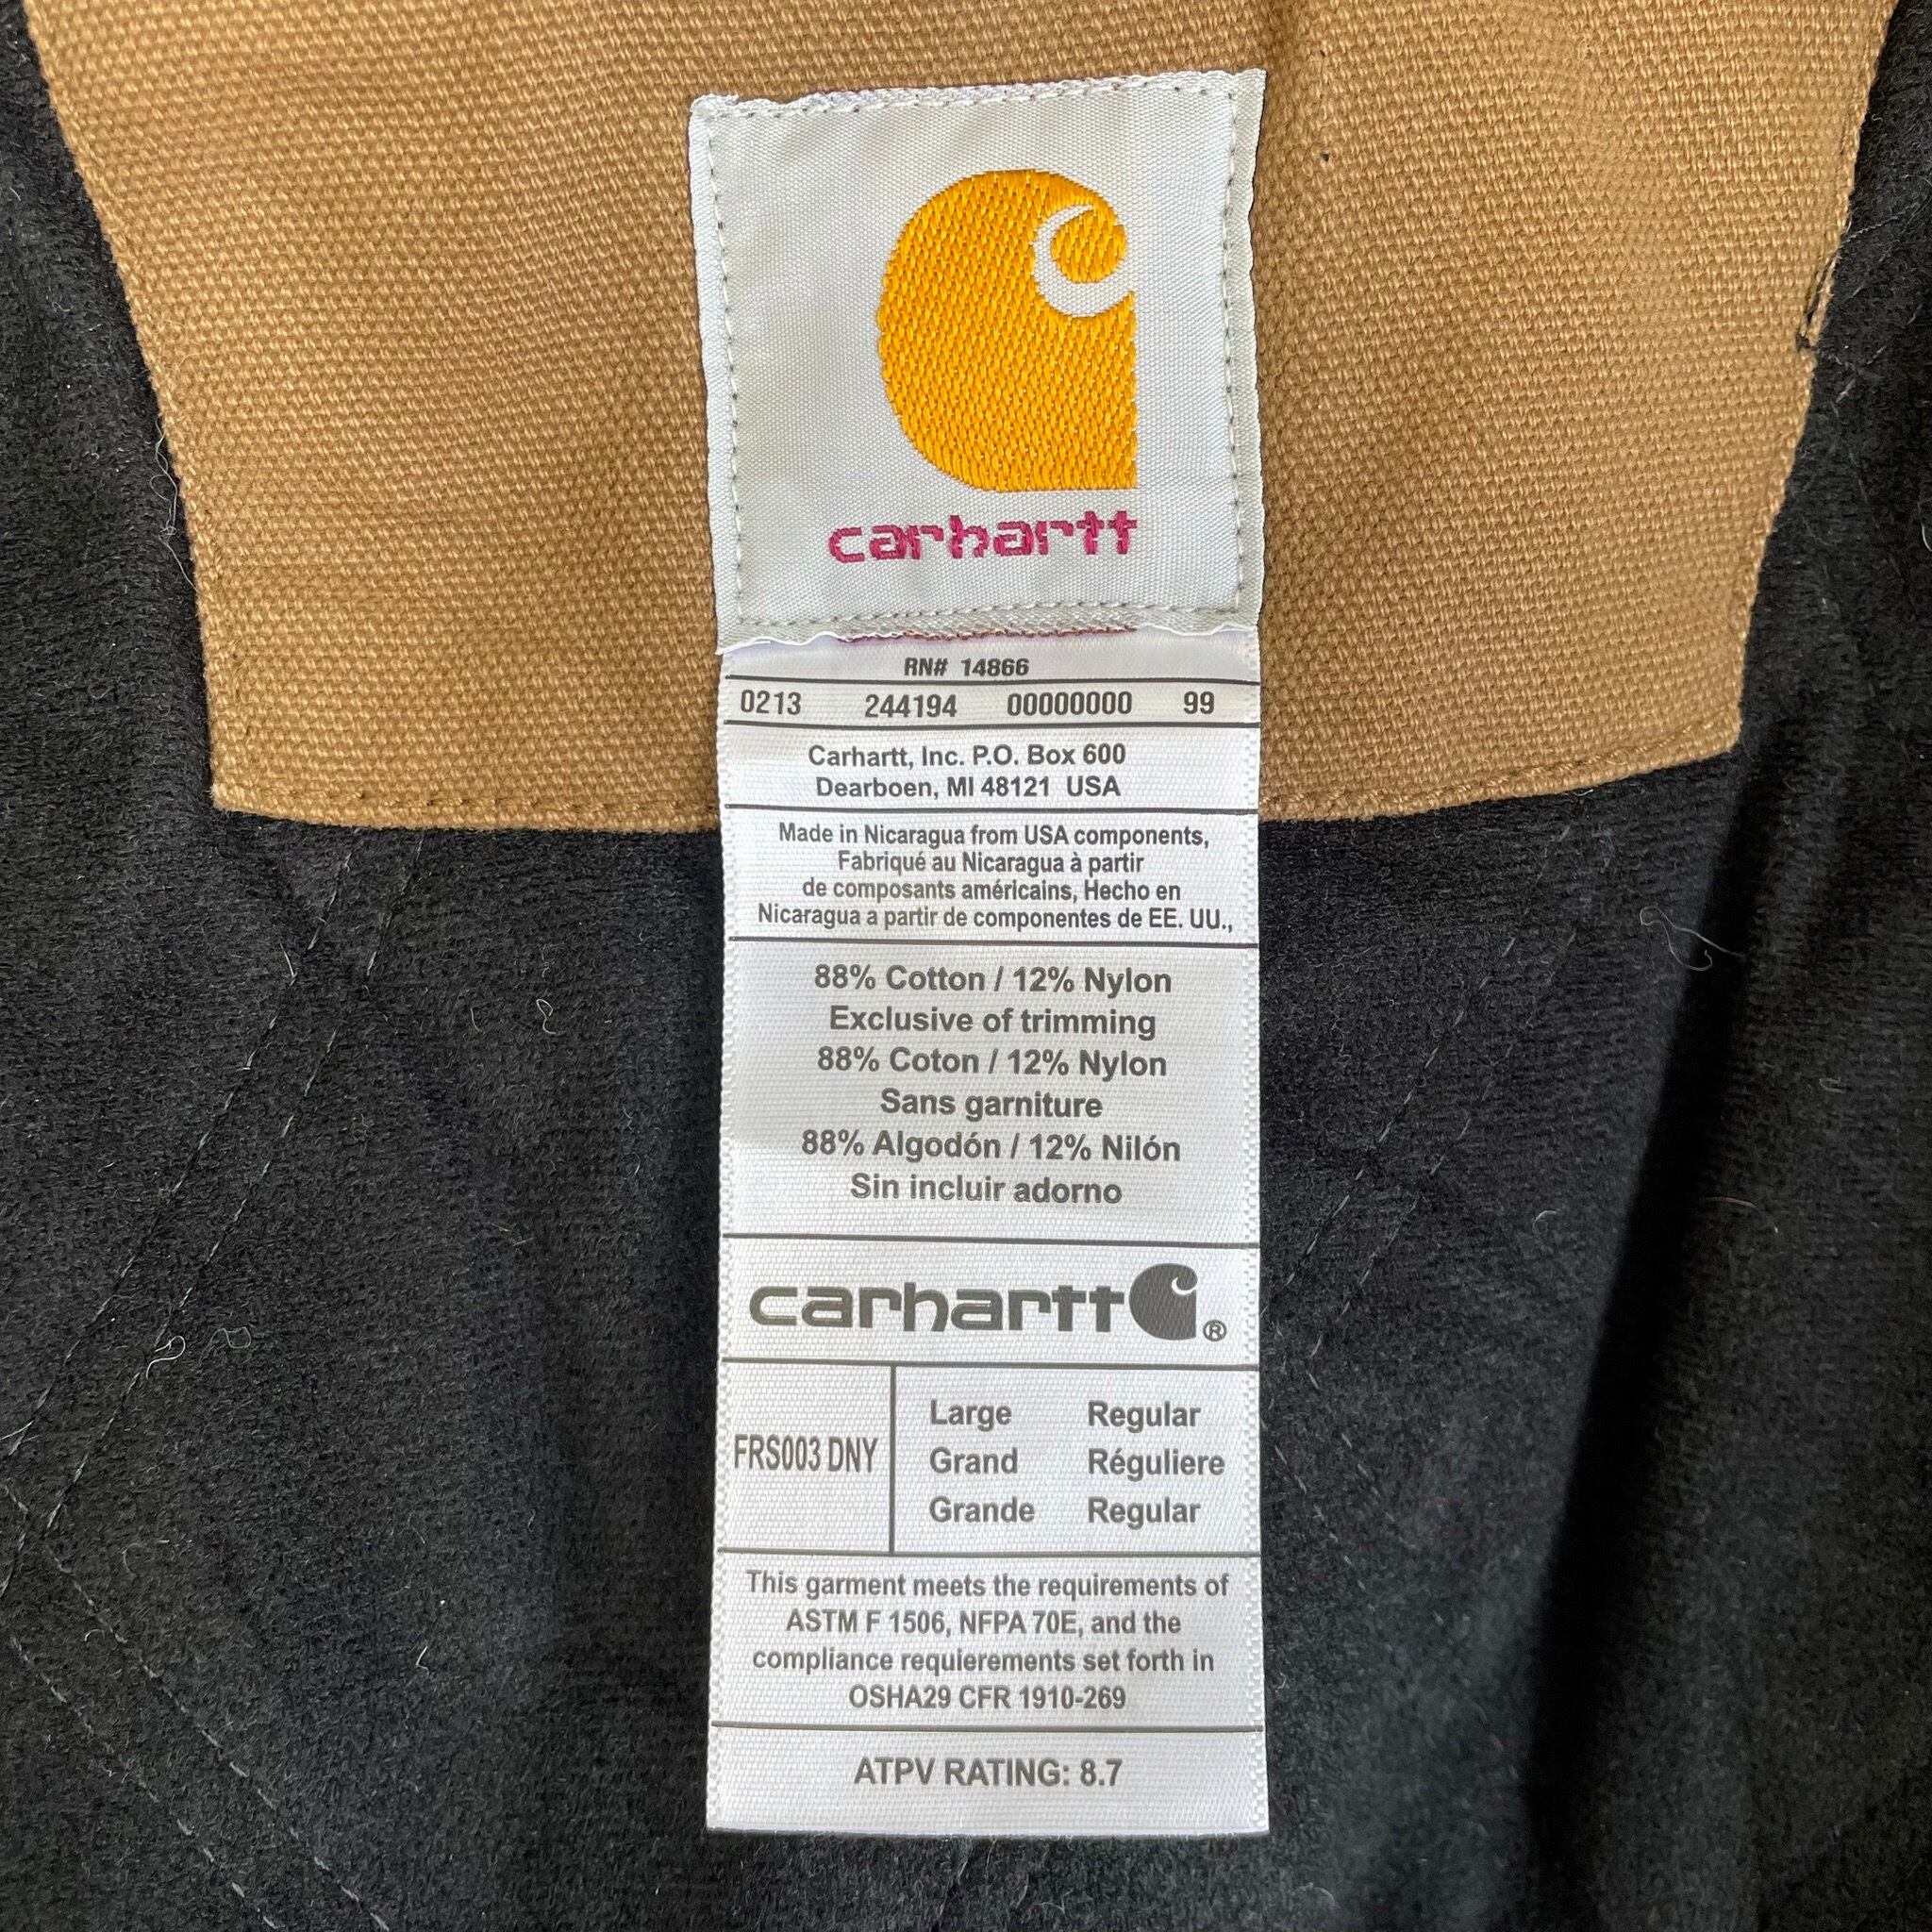 carhartt
RN# 14866
0213 244194 00000000 99
Carhartt, Inc. P.O. Box 600
Dearboen, MI 48121 USA
Made in Nicaragua from USA components,
Fabriqué au Nicaragua à partir
de composants américains, Hecho en
Nicaragua a partir de componentes de EE. UU.,
88% Cotton / 12% Nylon
Exclusive of trimming
88% Coton / 12% Nylon
Sans garniture
88% Algodón / 12% Nilón
Sin incluir adorno
carhartt ®
FRS003 DNY
Large Regular
Grand Réguliere
Grande Regular
This garment meets the requirements of
ASTM F 1506, NFPA 70E, and the
compliance requierements set forth in
OSHA29 CFR 1910-269
ATPV RATING: 8.7